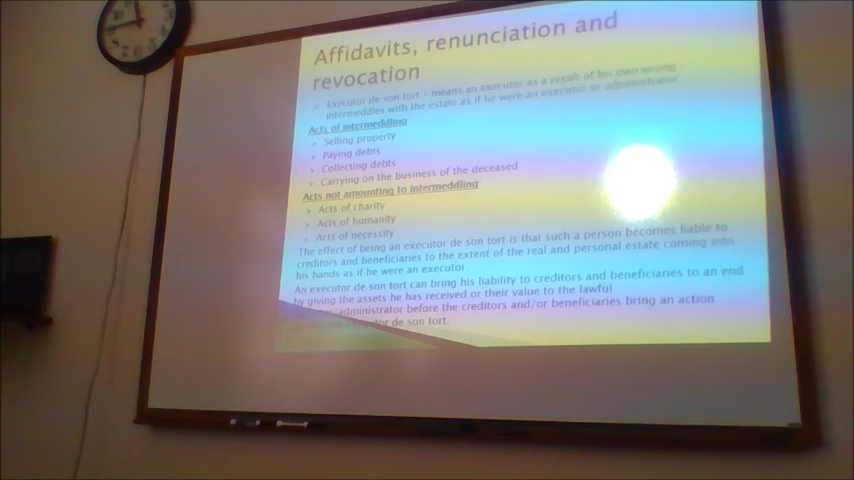 Affidavits, renunciation and
revocation
Executor de son tort - means an executor as a result of his own wrong -
intermeddles with the estate as if he were an executor or administrator
Acts of intermeddling
Selling property
Paying debts
Collecting debts
Carrying on the business of the deceased
Acts not amounting to intermeddling
Acts of charity
Acts of humanity
Acts of necessity
The effect of being an executor de son tort is that such a person becomes liable to
creditors and beneficiaries to the extent of the real and personal estate coming into
his hands as if he were an executor.
An executor de son tort can bring his liability to creditors and beneficiaries to an end
by giving the assets he has received or their value to the lawful
/administrator before the creditors and/or beneficiaries bring an action
de son tort.